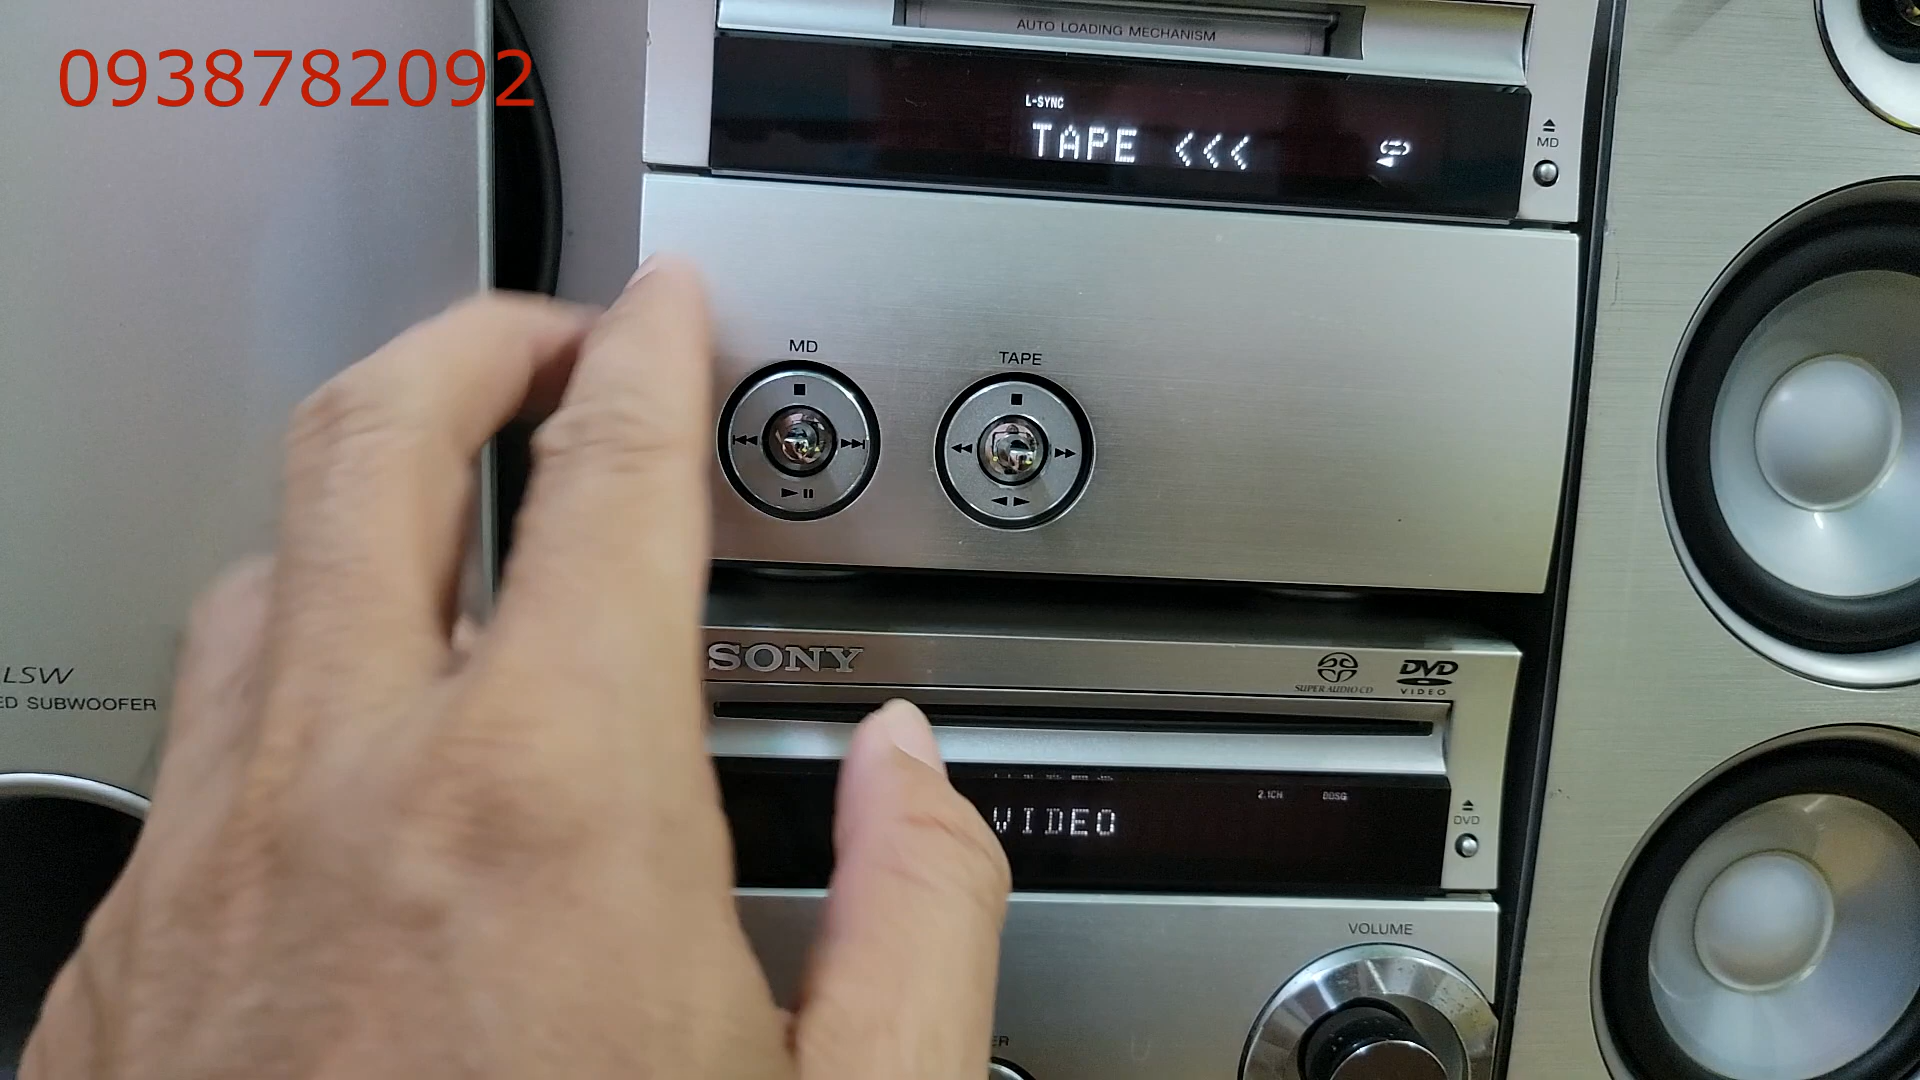 0938782092
AUTO LOADING MECHANISM
L-SYNC
TAPE <<<
MD
MD
TAPE
SONY
SUPER AUDIO CD
DVD
VIDEO
LSW
ED SUBWOOFER
2.1CH
VIDEO
DVD
VOLUME
ER